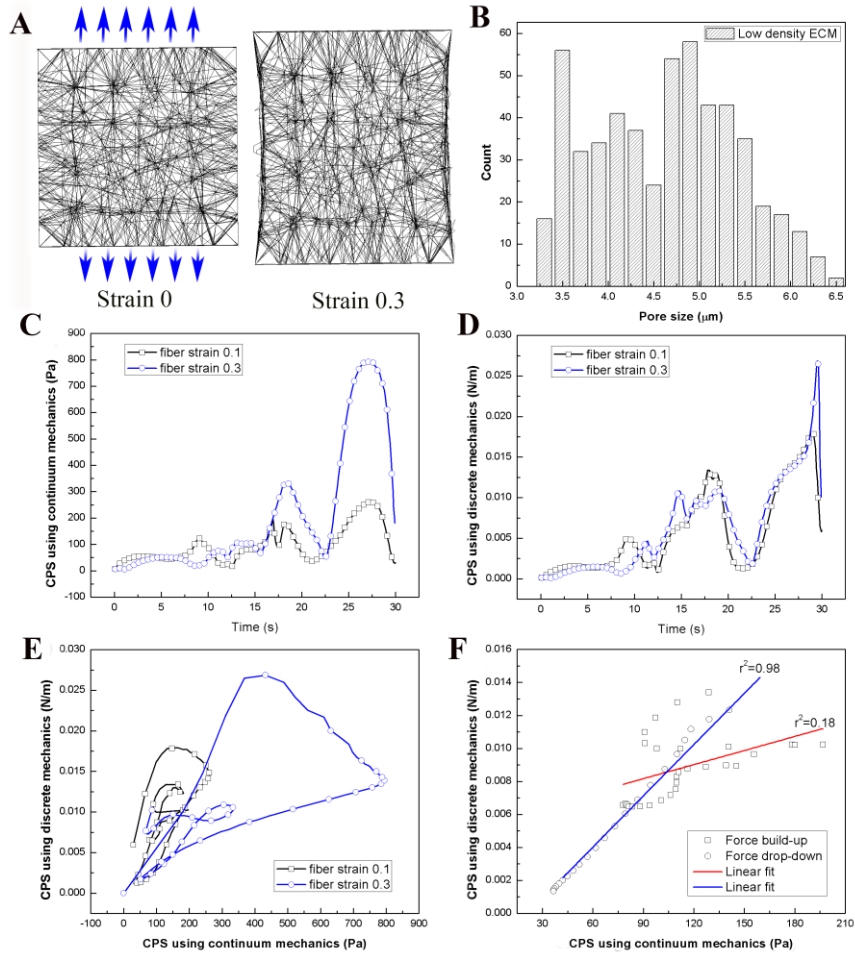 A
Strain 0
Strain 0.3
B
Low density ECM
60
50
40
30
20
10
0
Count
3.0 3.5 4.0 4.5 5.0 5.5 6.0 6.5
Pore size (μm)
C
fiber strain 0.1
fiber strain 0.3
900
800
700
600
500
400
300
200
100
0
-100
CPS using continuum mechanics (Pa)
0 5 10 15 20 25 30
Time (s)
D
fiber strain 0.1
fiber strain 0.3
0.030
0.025
0.020
0.015
0.010
0.005
0.000
CPS using discrete mechanics (N/m)
0 5 10 15 20 25 30
Time (s)
E
0.030
0.025
0.020
0.015
0.010
0.005
0.000
CPS using discrete mechanics (N/m)
fiber strain 0.1
fiber strain 0.3
-100 0 100 200 300 400 500 600 700 800 900
CPS using continuum mechanics (Pa)
F
0.016
0.014
0.012
0.010
0.008
0.006
0.004
0.002
0.000
CPS using discrete mechanics (N/m)
r²=0.98
r²=0.18
Force build-up
Force drop-down
Linear fit
Linear fit
30 60 90 120 150 180 210
CPS using continuum mechanics (Pa)